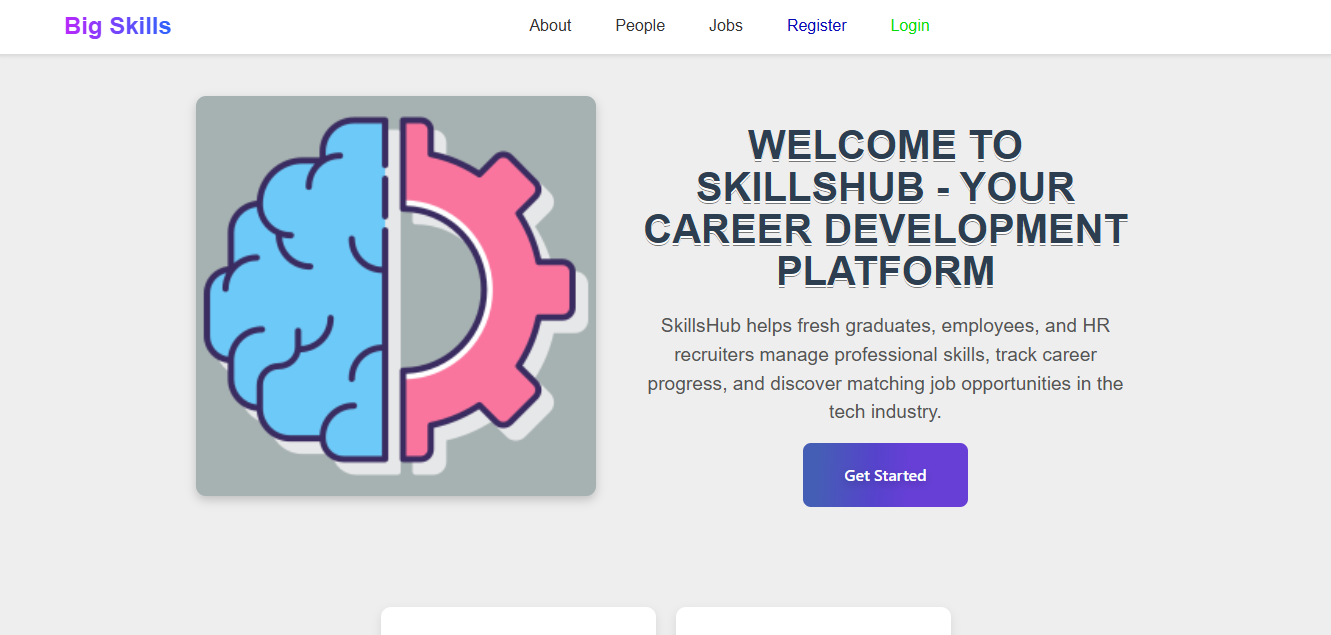 Big Skills
About People Jobs Register Login
WELCOME TO
SKILLSHUB - YOUR
CAREER DEVELOPMENT
PLATFORM
SkillsHub helps fresh graduates, employees, and HR
recruiters manage professional skills, track career
progress, and discover matching job opportunities in the
tech industry.
Get Started